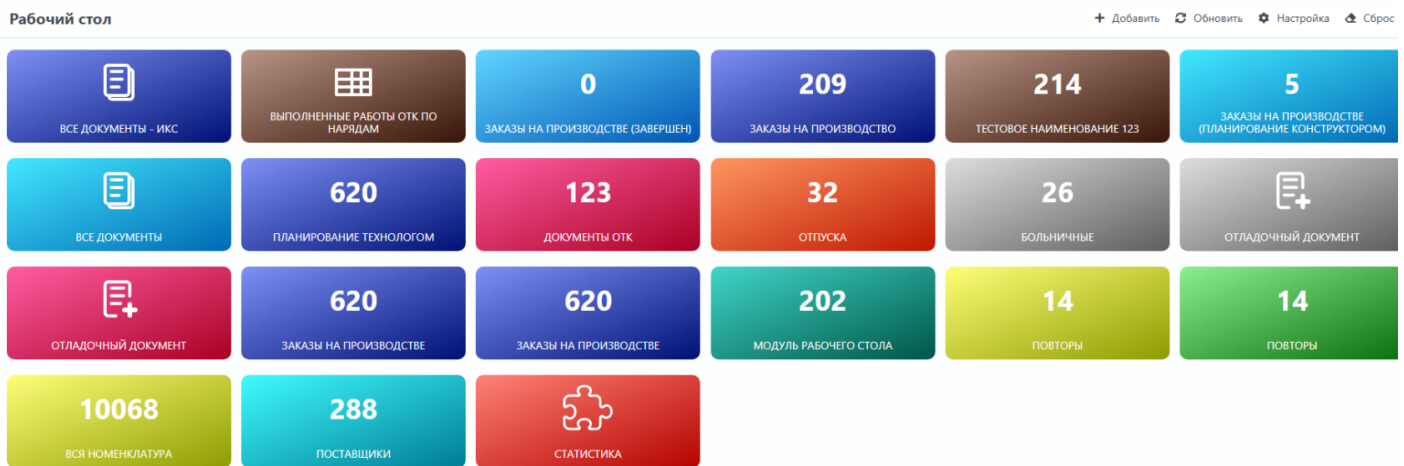 Рабочий стол
Добавить
Обновить
Настройка
Сброс
ВСЕ ДОКУМЕНТЫ - ИКС
ВЫПОЛНЕННЫЕ РАБОТЫ ОТК ПО
НАРЯДАМ
0
ЗАКАЗЫ НА ПРОИЗВОДСТВЕ (ЗАВЕРШЕН)
209
ЗАКАЗЫ НА ПРОИЗВОДСТВО
214
ТЕСТОВОЕ НАИМЕНОВАНИЕ 123
5
ЗАКАЗЫ НА ПРОИЗВОДСТВЕ
(ПЛАНИРОВАНИЕ КОНСТРУКТОРОМ)
ВСЕ ДОКУМЕНТЫ
620
ПЛАНИРОВАНИЕ ТЕХНОЛОГОМ
123
ДОКУМЕНТЫ ОТК
32
ОТПУСКА
26
БОЛЬНИЧНЫЕ
ОТЛАДОЧНЫЙ ДОКУМЕНТ
ОТЛАДОЧНЫЙ ДОКУМЕНТ
620
ЗАКАЗЫ НА ПРОИЗВОДСТВЕ
620
ЗАКАЗЫ НА ПРОИЗВОДСТВЕ
202
МОДУЛЬ РАБОЧЕГО СТОЛА
14
ПОВТОРЫ
14
ПОВТОРЫ
10068
ВСЯ НОМЕНКЛАТУРА
288
ПОСТАВЩИКИ
СТАТИСТИКА